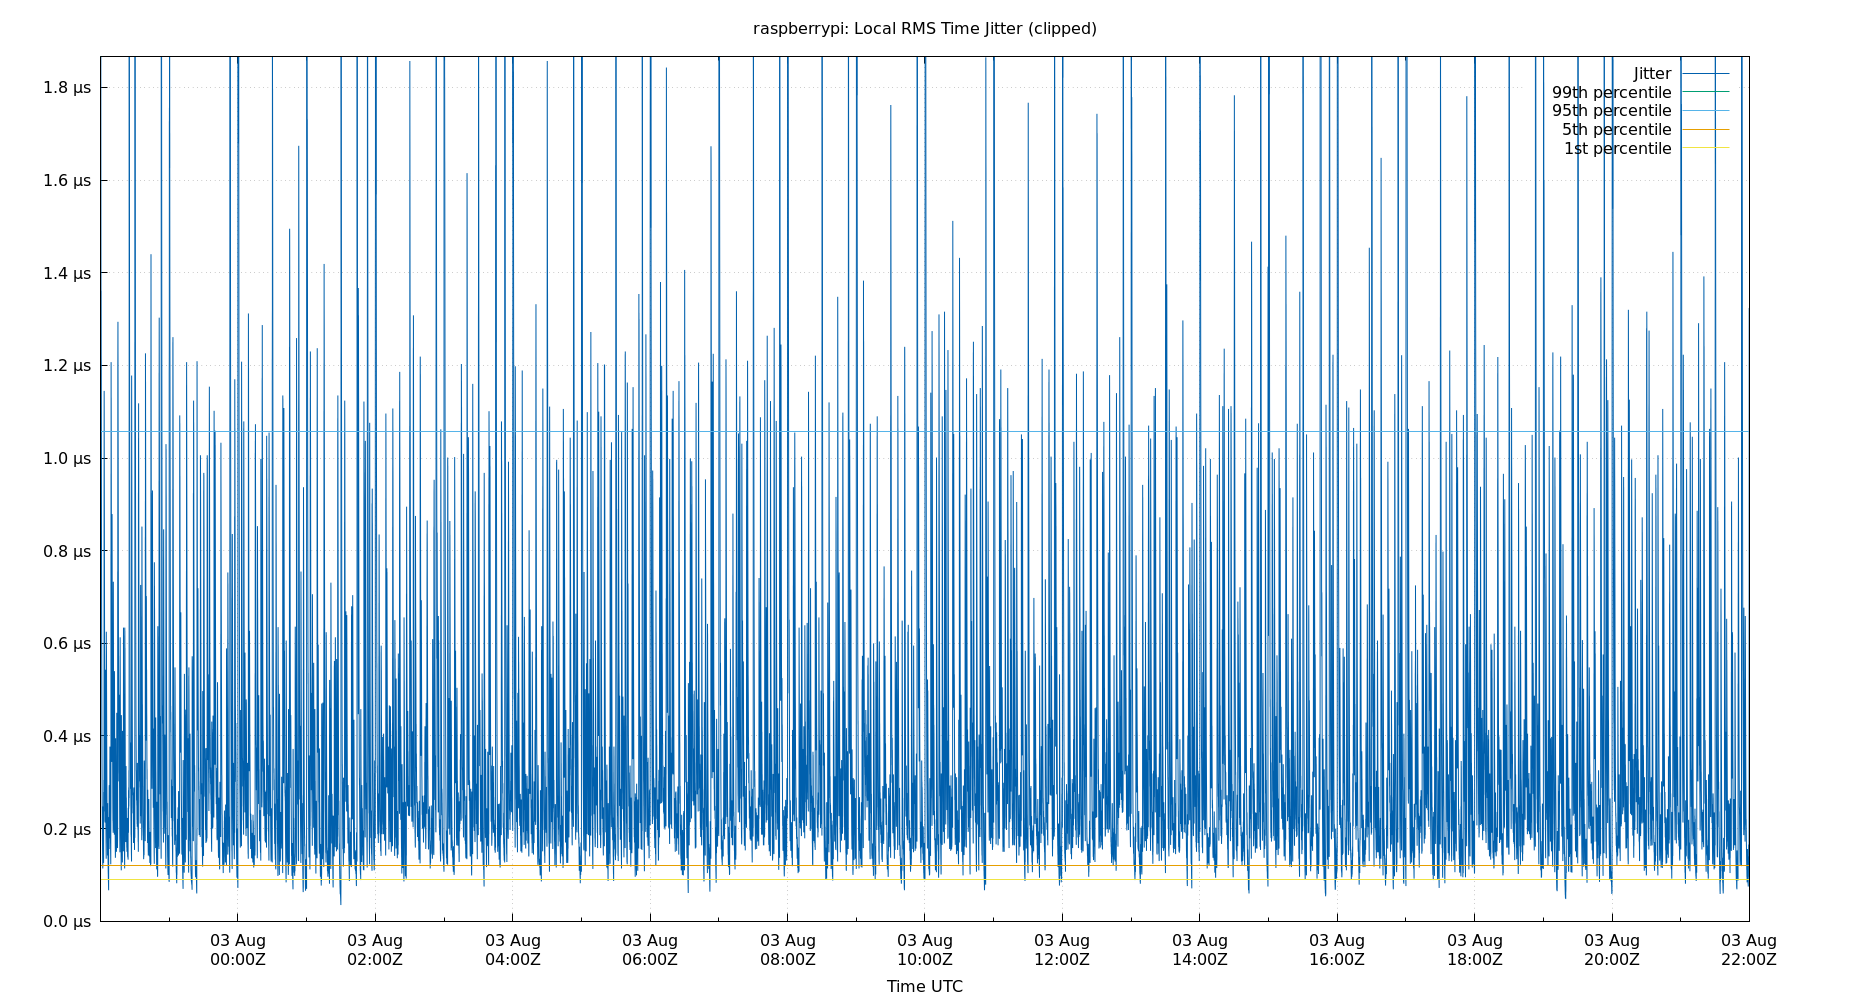 raspberrypi: Local RMS Time Jitter (clipped)
Jitter
99th percentile
95th percentile
5th percentile
1st percentile
1.8 µs
1.6 µs
1.4 µs
1.2 µs
1.0 µs
0.8 µs
0.6 µs
0.4 µs
0.2 µs
0.0 µs
03 Aug 03 Aug 03 Aug 03 Aug 03 Aug 03 Aug 03 Aug 03 Aug 03 Aug 03 Aug 03 Aug 03 Aug
00:00Z 02:00Z 04:00Z 06:00Z 08:00Z 10:00Z 12:00Z 14:00Z 16:00Z 18:00Z 20:00Z 22:00Z
Time UTC